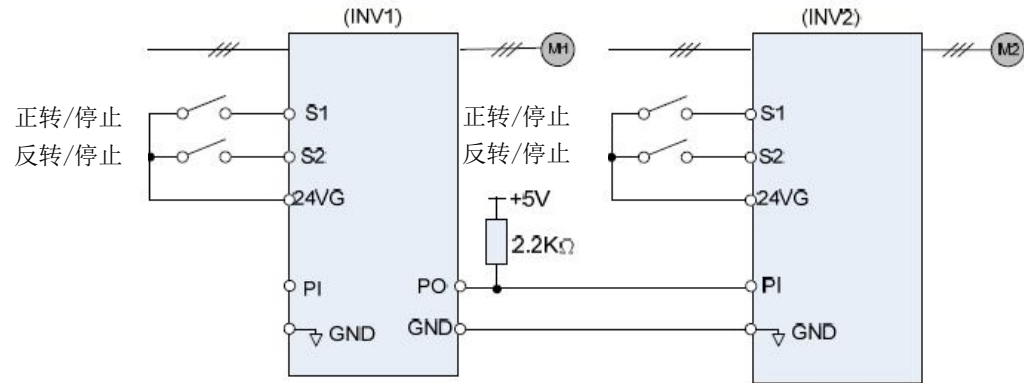 (INV1)
(INV2)
M1
M2
正转/停止
S1
正转/停止
S1
反转/停止
S2
反转/停止
S2
24VG
24VG
+5V
2.2KΩ
PI
PO
PI
GND
GND
GND